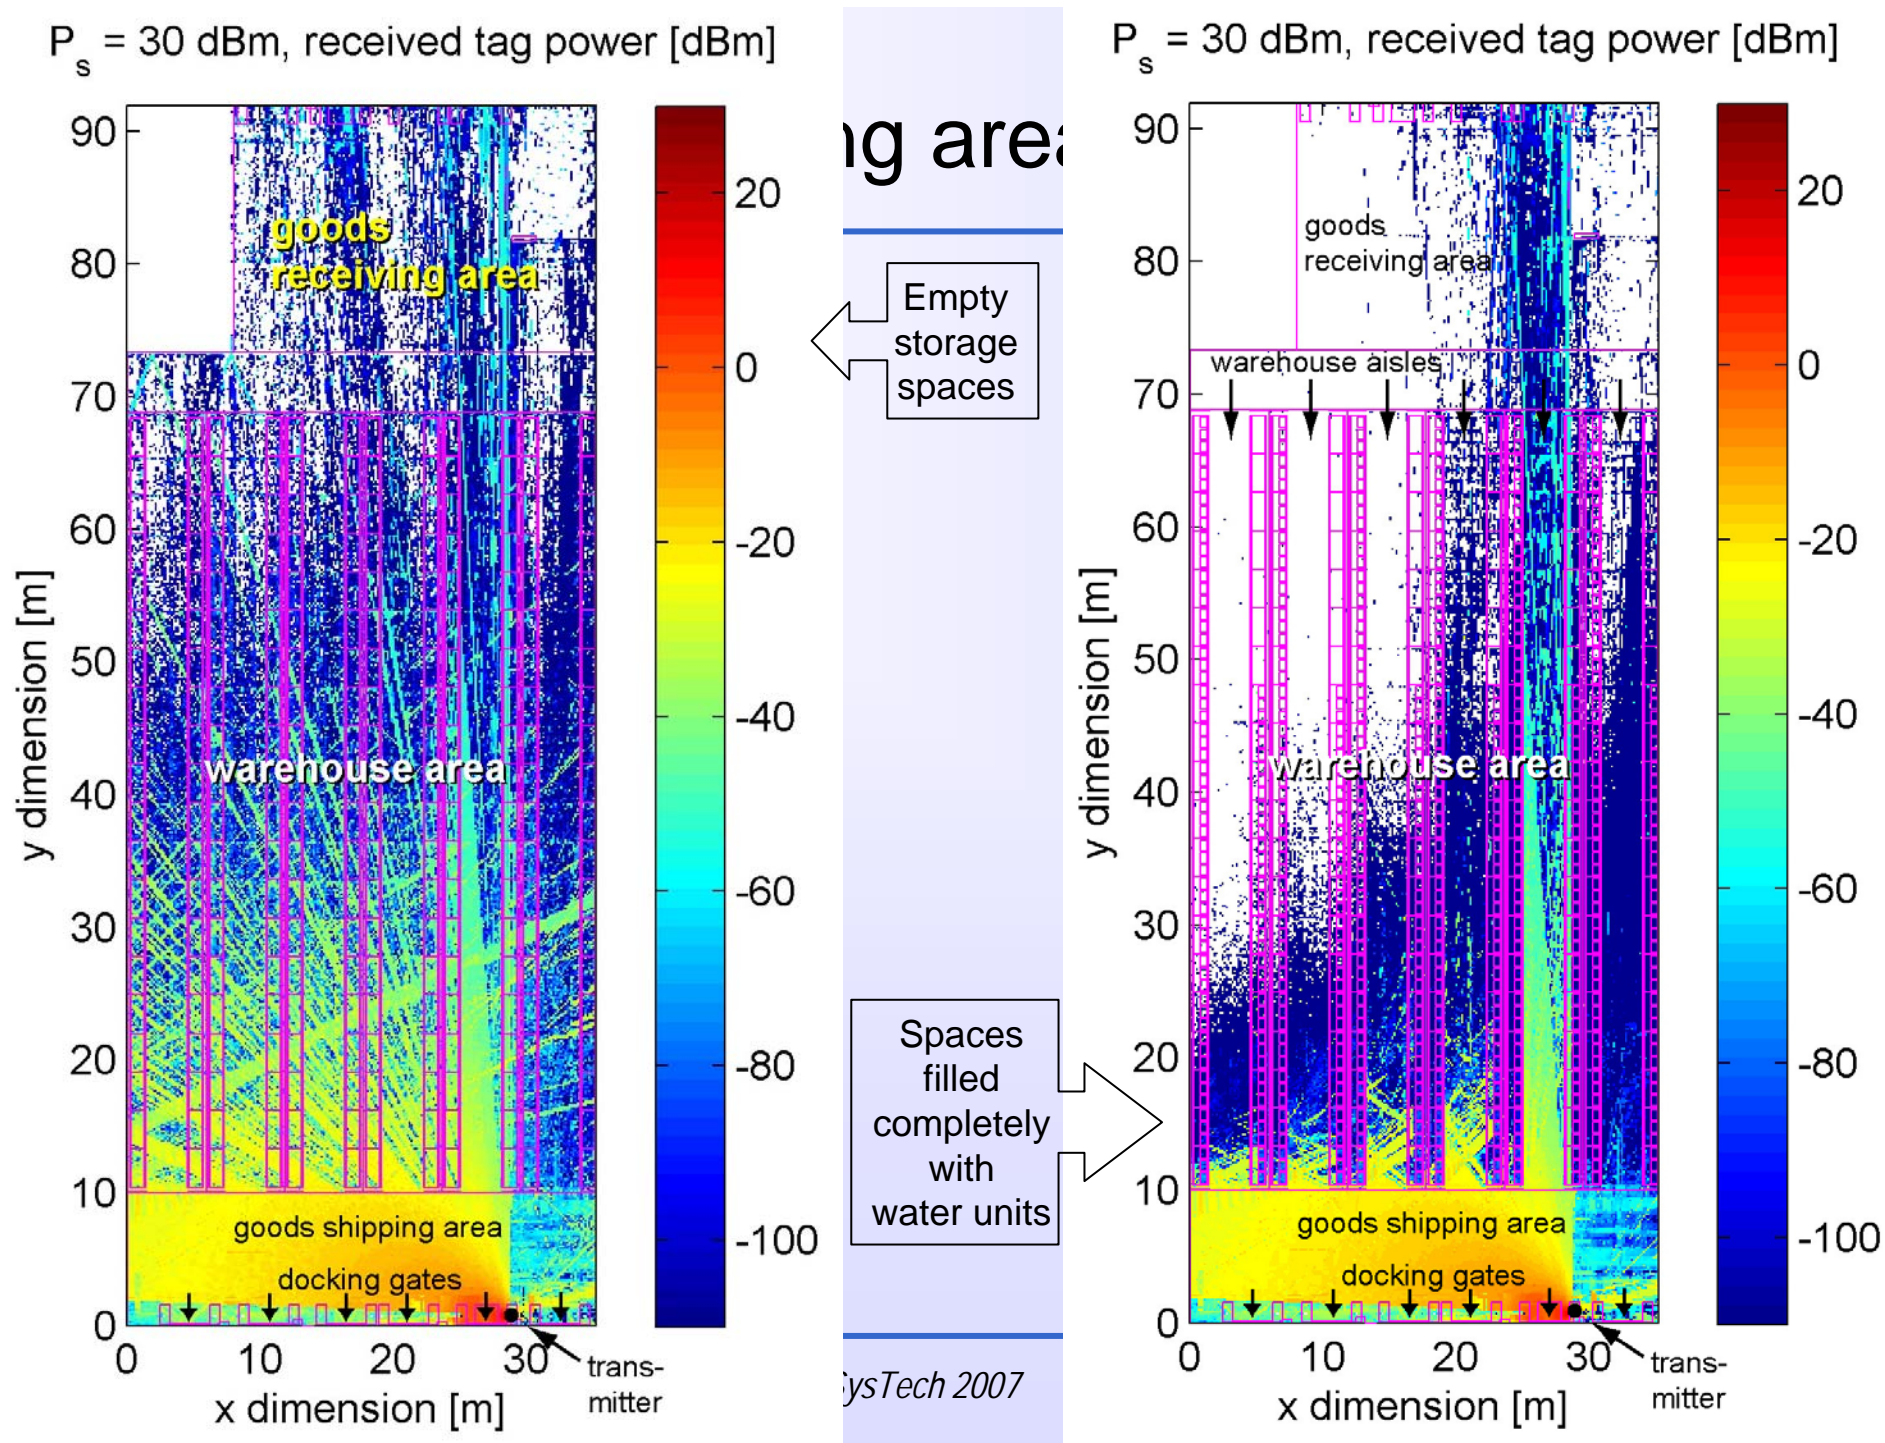 P_s = 30 dBm, received tag power [dBm]
90
80
70
60
50
40
30
20
10
0
y dimension [m]
goods
receiving area
warehouse area
goods shipping area
docking gates
0
10
20
30
x dimension [m]
trans-
mitter
20
0
-20
-40
-60
-80
-100
ng area
Empty
storage
spaces
Spaces
filled
completely
with
water units
SysTech 2007
P_s = 30 dBm, received tag power [dBm]
90
80
70
60
50
40
30
20
10
0
y dimension [m]
goods
receiving area
warehouse aisles
warehouse area
goods shipping area
docking gates
0
10
20
30
x dimension [m]
trans-
mitter
20
0
-20
-40
-60
-80
-100